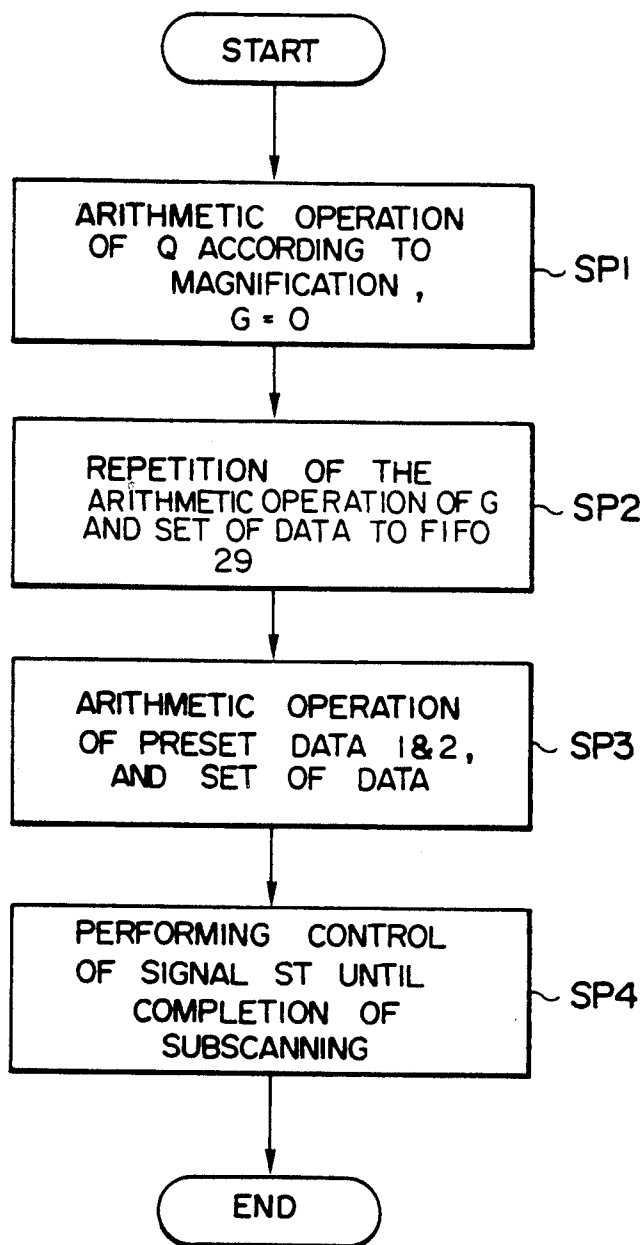 START
ARITHMETIC OPERATION
OF Q ACCORDING TO
MAGNIFICATION,
G = 0
SP1
REPETITION OF THE
ARITHMETIC OPERATION OF G
AND SET OF DATA TO FIFO
29
SP2
ARITHMETIC OPERATION
OF PRESET DATA 1&2,
AND SET OF DATA
SP3
PERFORMING CONTROL
OF SIGNAL ST UNTIL
COMPLETION OF
SUBSCANNING
SP4
END